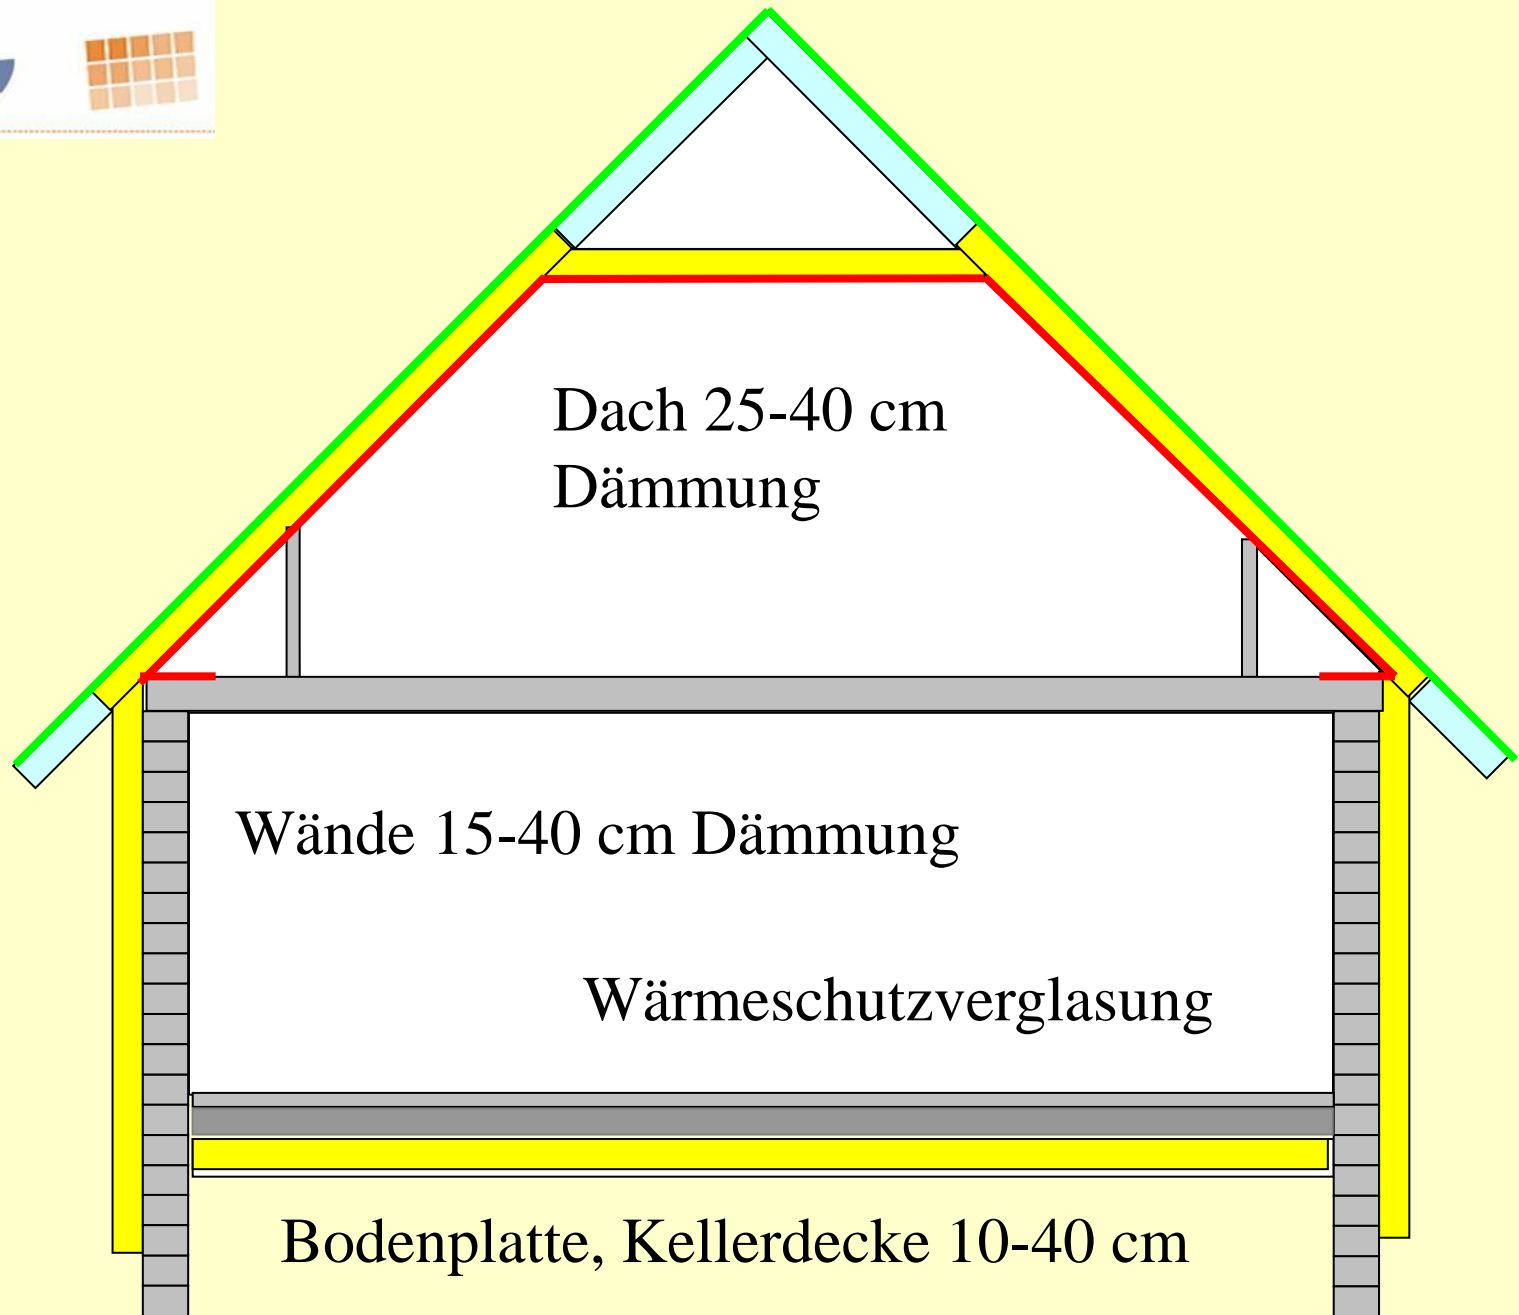 Dach 25-40 cm
Dämmung
Wände 15-40 cm Dämmung
Wärmeschutzverglasung
Bodenplatte, Kellerdecke 10-40 cm